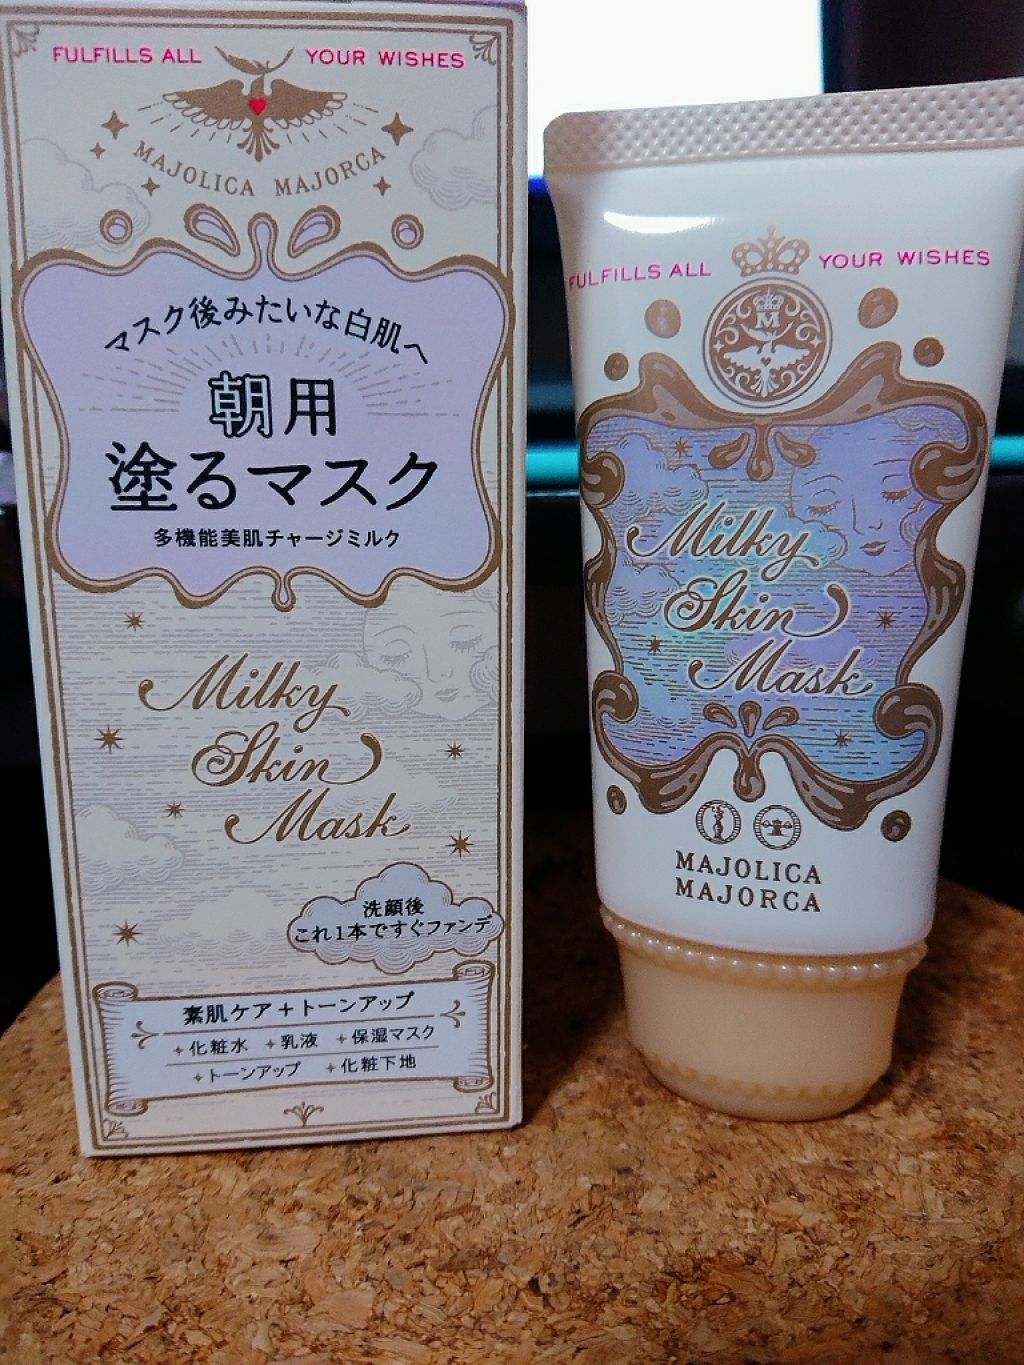 FULFILLS ALL YOUR WISHES
MAJOLICA MAJORCA
マスク後みたいな白肌へ
朝用
塗るマスク
多機能美肌チャージミルク
Milky
Skin
Mask
洗顔後
これ1本ですぐファンデ
素肌ケア+トーンアップ
+化粧水 +乳液 +保湿マスク
+トーンアップ +化粧下地
FULFILLS ALL YOUR WISHES
M
Milky
Skin
Mask
MAJOLICA
MAJORCA